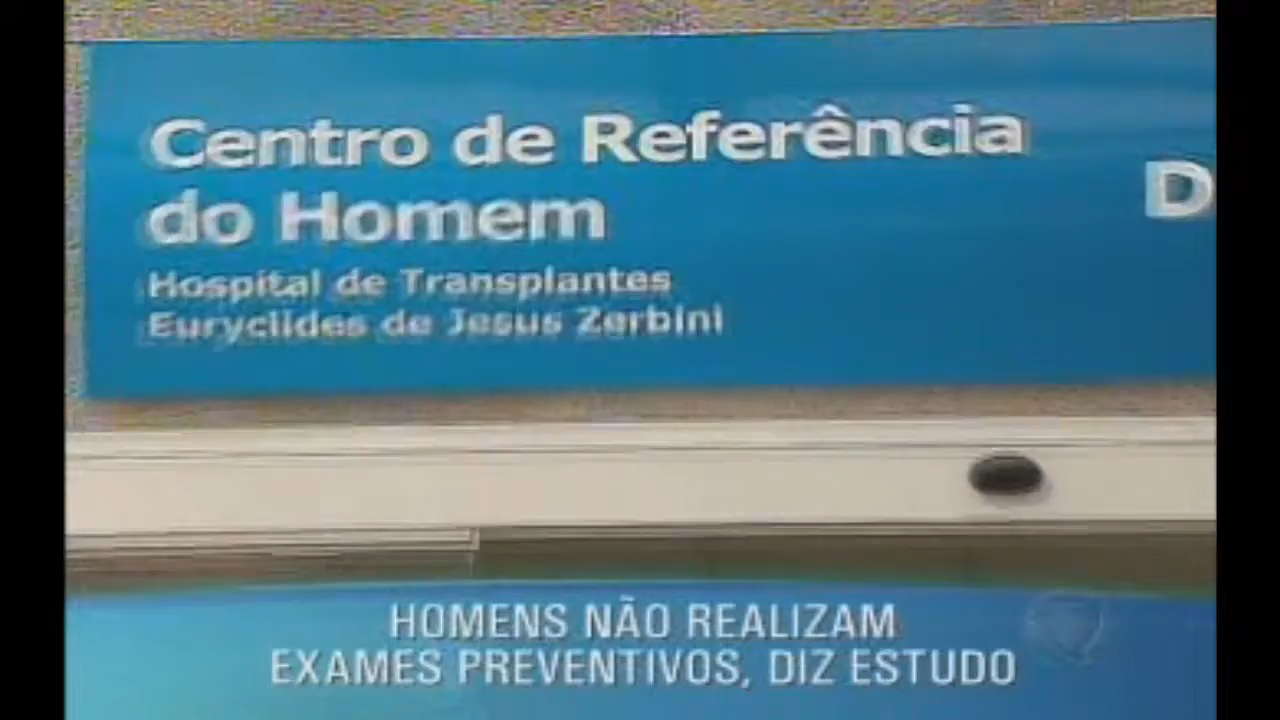 Centro de Referência
do Homem
Hospital de Transplantes
Euryclides de Jesus Zerbini
D
HOMENS NÃO REALIZAM
EXAMES PREVENTIVOS, DIZ ESTUDO